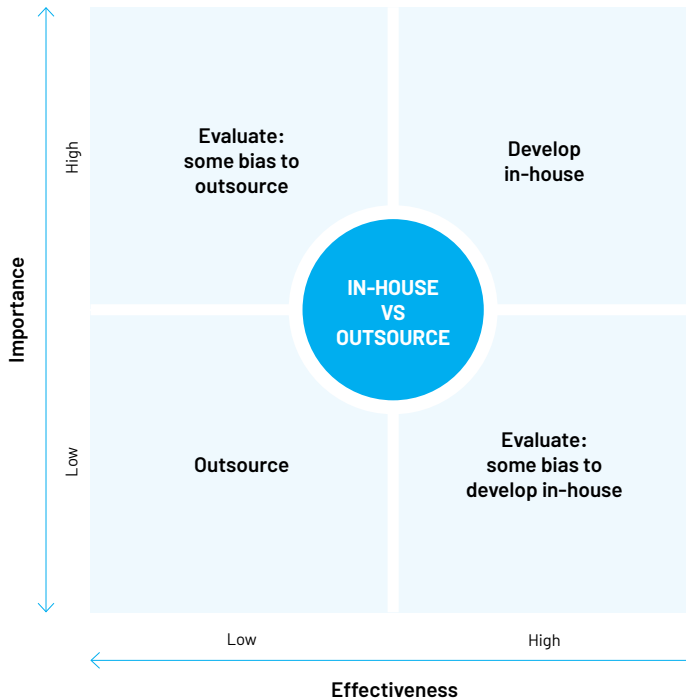 Importance
High
Low
Evaluate:
some bias to
outsource
Develop
in-house
IN-HOUSE
VS
OUTSOURCE
Outsource
Evaluate:
some bias to
develop in-house
Low
High
Effectiveness